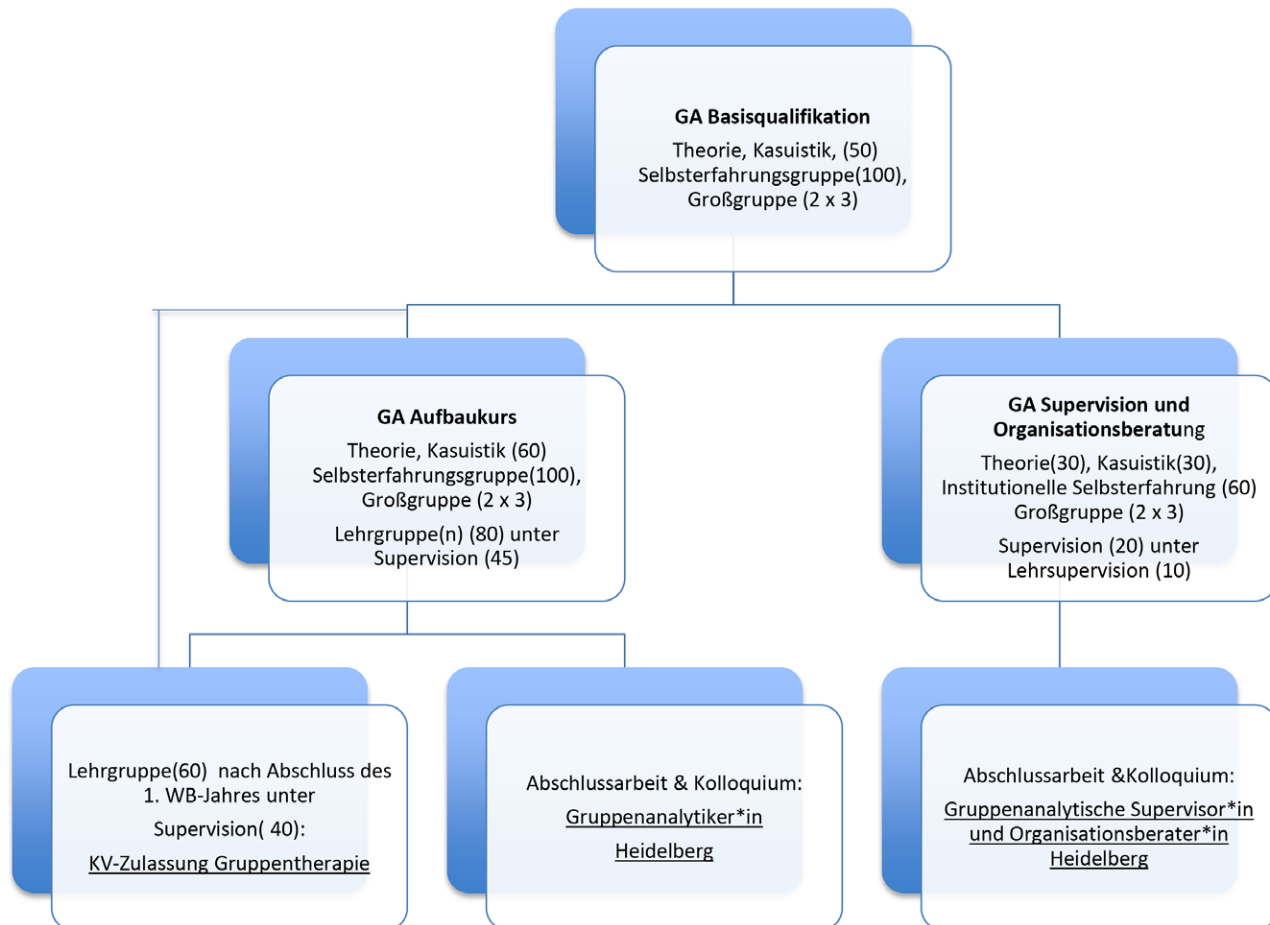 GA Basisqualifikation
Theorie, Kasuistik, (50)
Selbsterfahrungsgruppe(100),
Großgruppe (2 x 3)
GA Aufbaukurs
Theorie, Kasuistik (60)
Selbsterfahrungsgruppe(100),
Großgruppe (2 x 3)
Lehrgruppe(n) (80) unter
Supervision (45)
GA Supervision und
Organisationsberatung
Theorie(30), Kasuistik(30),
Institutionelle Selbsterfahrung (60)
Großgruppe (2 x 3)
Supervision (20) unter
Lehrsupervision (10)
Lehrgruppe(60) nach Abschluss des
1. WB-Jahres unter
Supervision( 40):
KV-Zulassung Gruppentherapie
Abschlussarbeit & Kolloquium:
Gruppenanalytiker*in
Heidelberg
Abschlussarbeit &Kolloquium:
Gruppenanalytische Supervisor*in
und Organisationsberater*in
Heidelberg